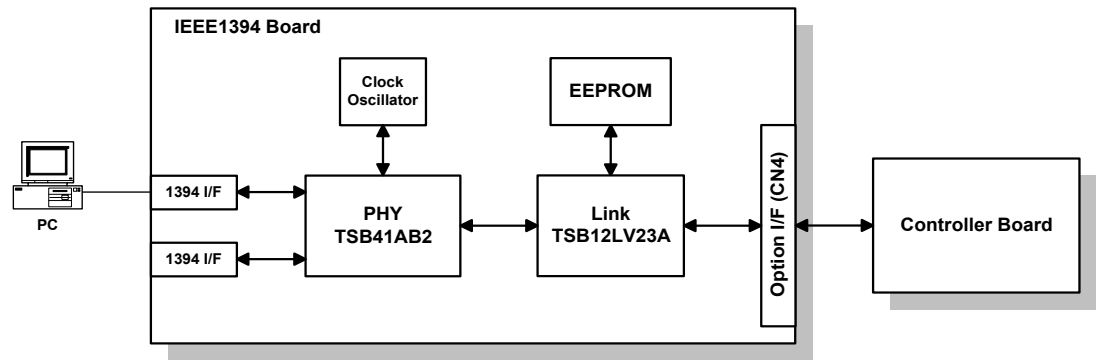 IEEE1394 Board
Clock
Oscillator
EEPROM
PC
1394 I/F
1394 I/F
PHY
TSB41AB2
Link
TSB12LV23A
Option I/F (CN4)
Controller Board